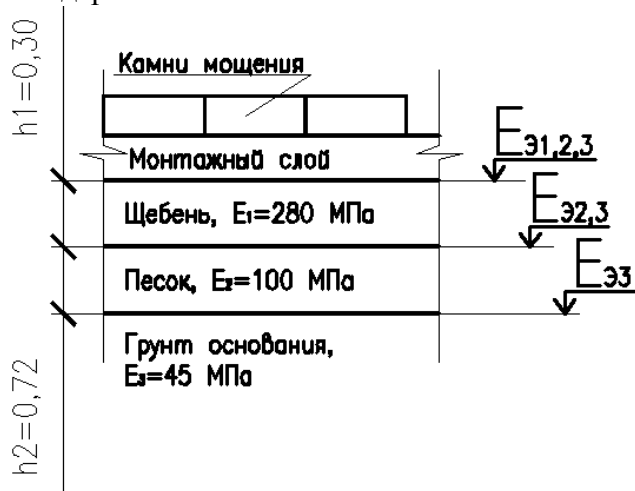 h1=0,30
Камни мощения
Монтажный слой
Eэ1,2,3
Щебень, E1=280 МПа
Eэ2,3
Песок, E2=100 МПа
Eэ3
Грунт основания,
E3=45 МПа
h2=0,72